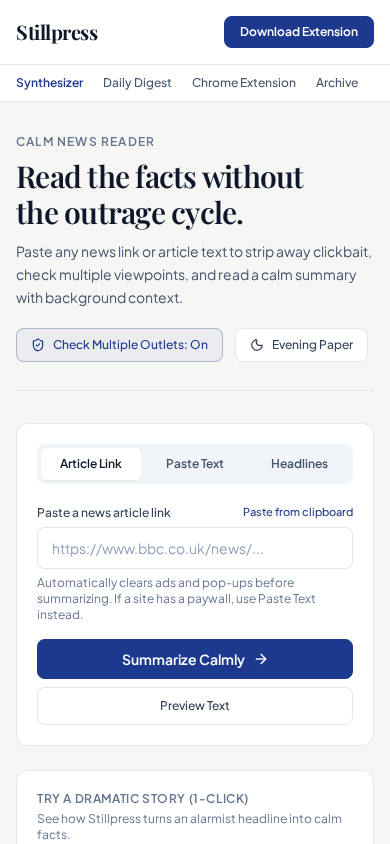 Stillpress
Download Extension
Synthesizer Daily Digest Chrome Extension Archive
CALM NEWS READER
Read the facts without
the outrage cycle.
Paste any news link or article text to strip away clickbait,
check multiple viewpoints, and read a calm summary
with background context.
Check Multiple Outlets: On
Evening Paper
Article Link Paste Text Headlines
Paste a news article link Paste from clipboard
https://www.bbc.co.uk/news/...
Automatically clears ads and pop-ups before
summarizing. If a site has a paywall, use Paste Text
instead.
Summarize Calmly
Preview Text
TRY A DRAMATIC STORY (1-CLICK)
See how Stillpress turns an alarmist headline into calm
facts.